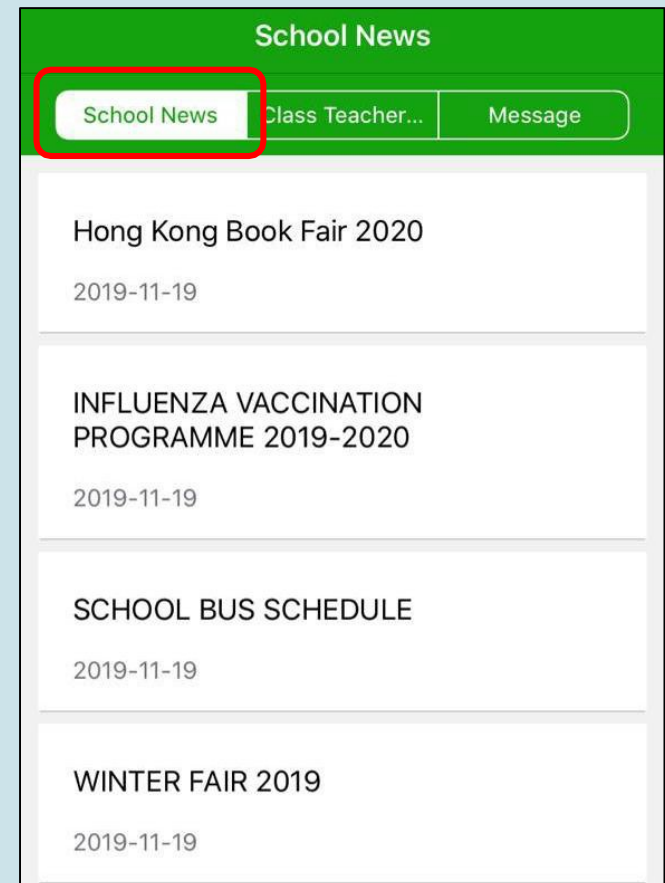 School News
School News Class Teacher... Message
Hong Kong Book Fair 2020
2019-11-19
INFLUENZA VACCINATION
PROGRAMME 2019-2020
2019-11-19
SCHOOL BUS SCHEDULE
2019-11-19
WINTER FAIR 2019
2019-11-19